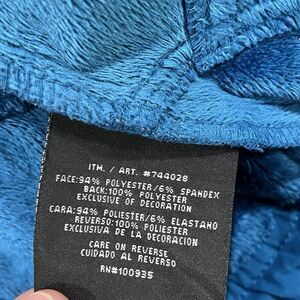 ITM. / ART. #744028
FACE:94% POLYESTER/6% SPANDEX
BACK:100% POLYESTER
EXCLUSIVE OF DECORATION
CARA:94% POLIESTER/6% ELASTANO
REVERSO:100% POLIESTER
EXCLUSIVA DE LA DECORACION
CARE ON REVERSE
CUIDADO AL REVERSO
RN#100935